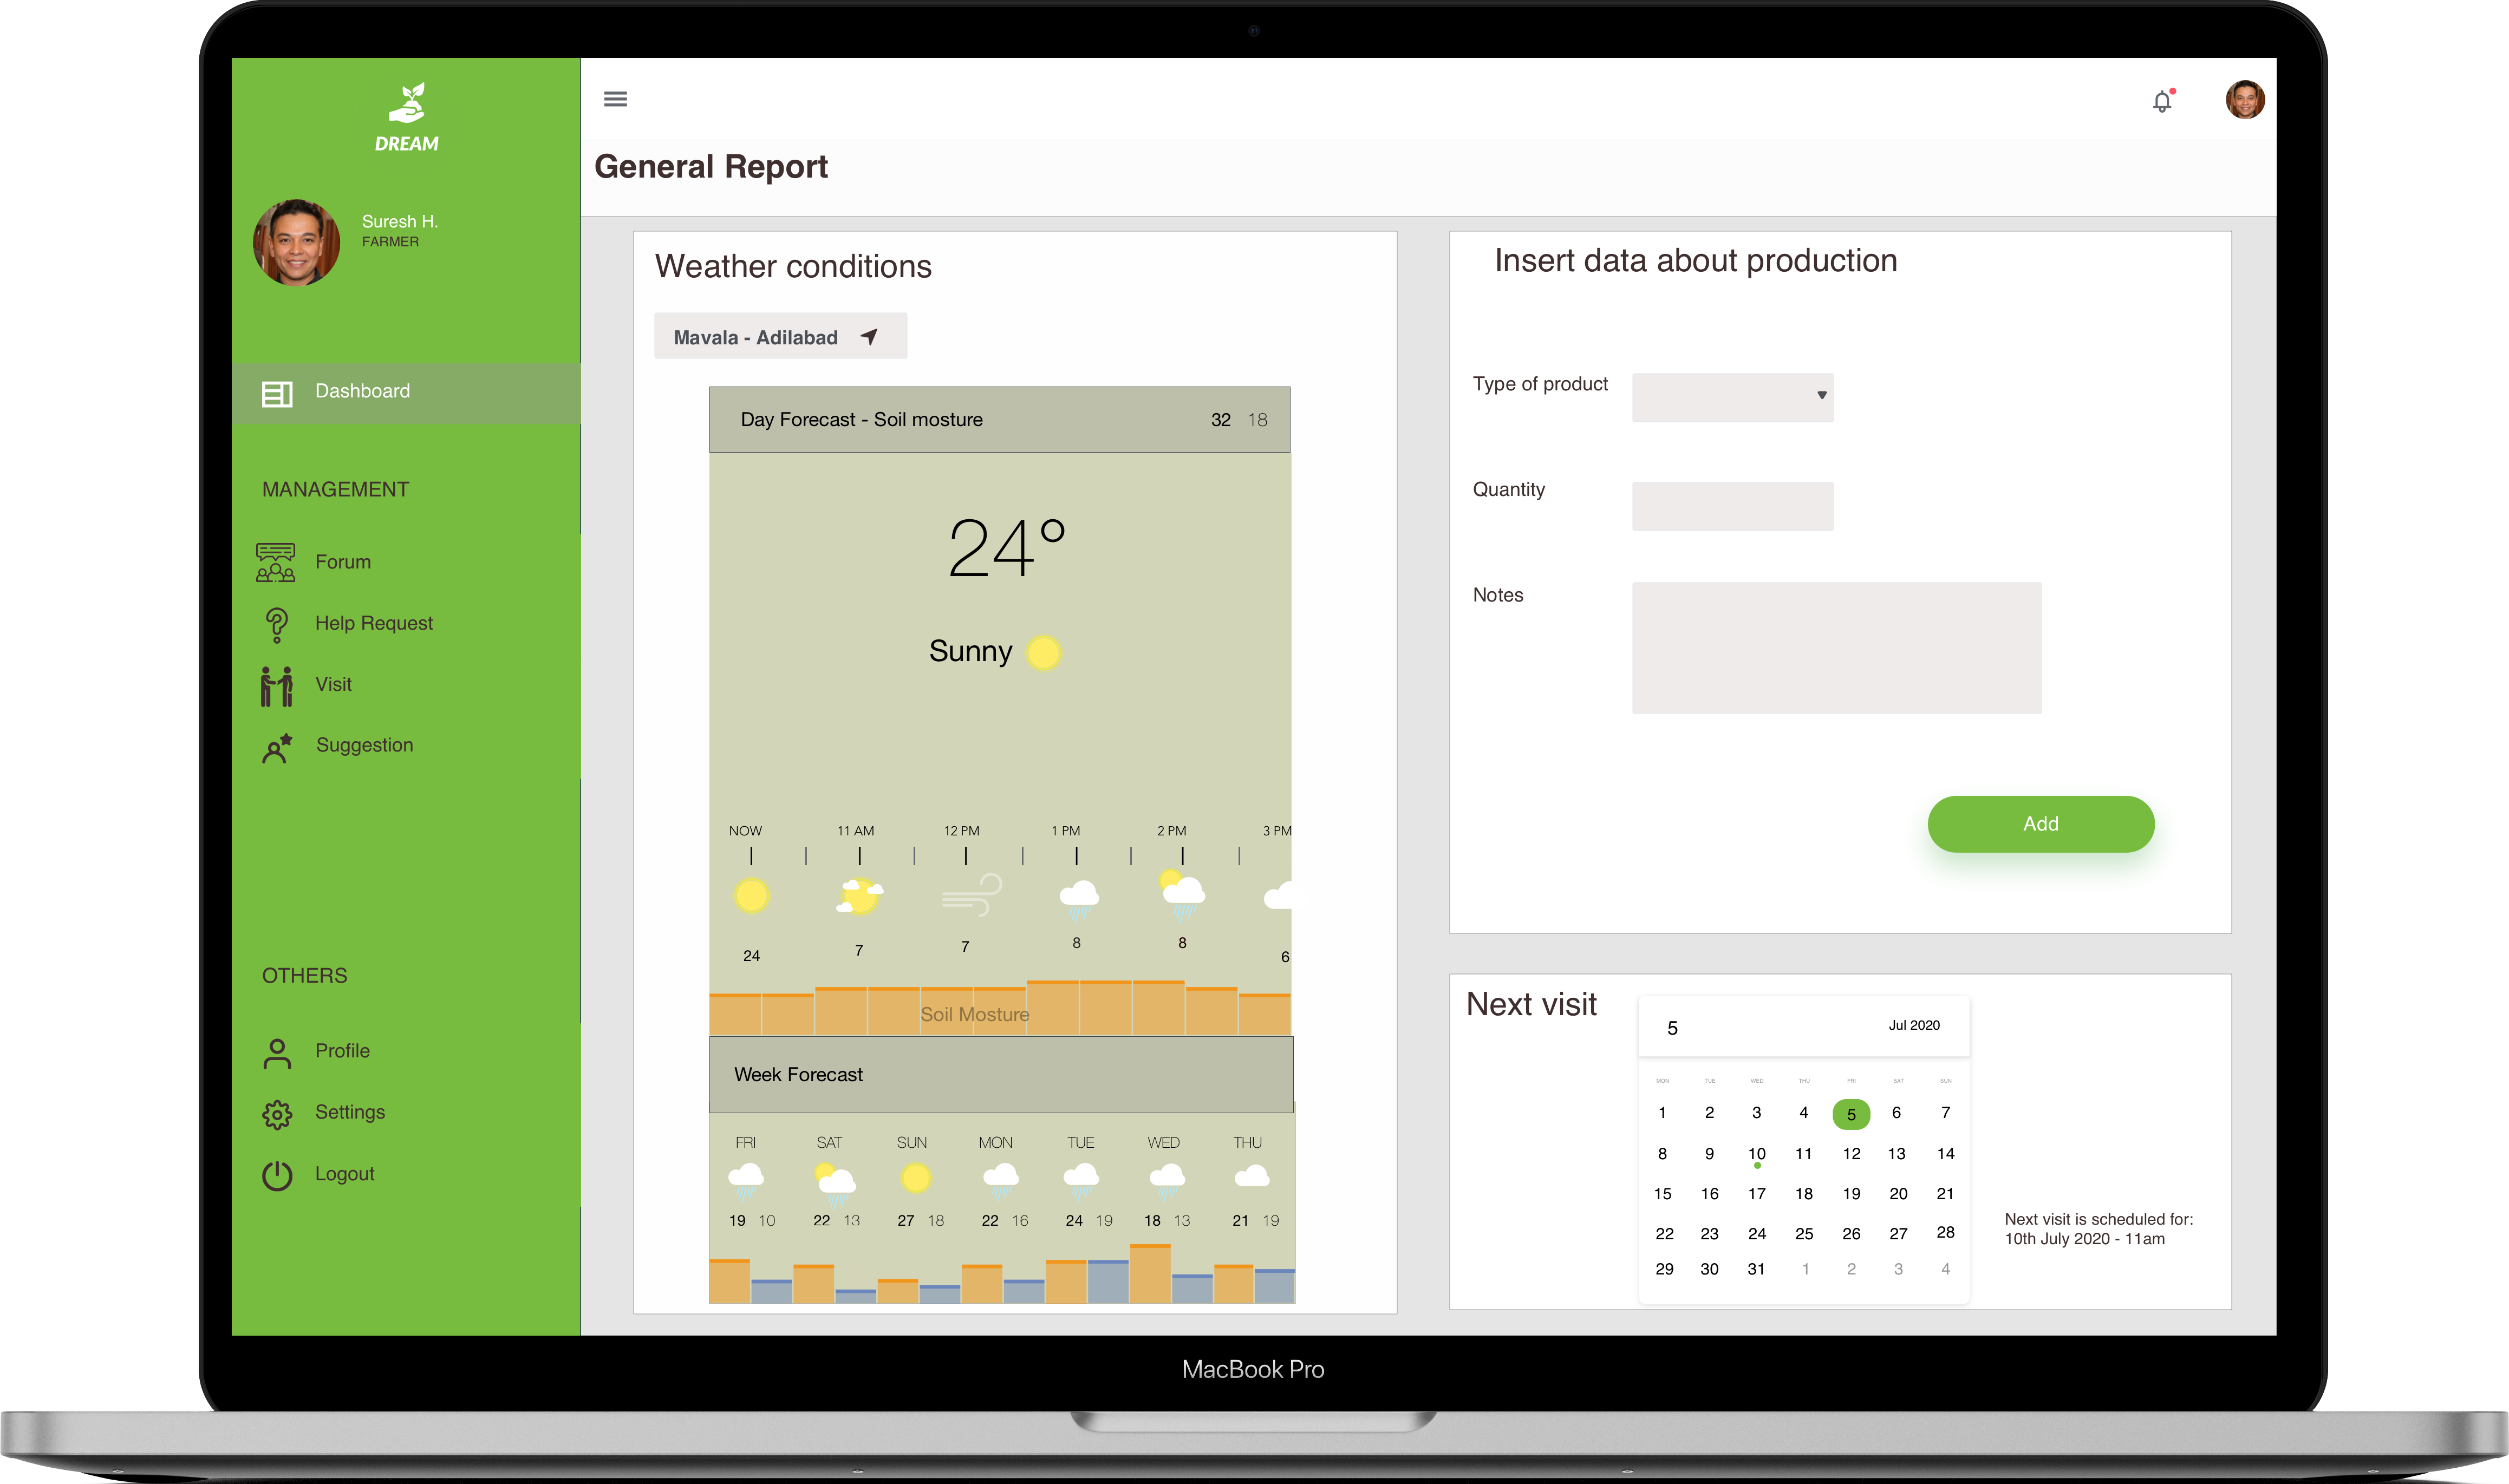 DREAM
Suresh H.
FARMER
Dashboard
MANAGEMENT
Forum
Help Request
Visit
Suggestion
OTHERS
Profile
Settings
Logout
General Report
Weather conditions
Mavala - Adilabad
Day Forecast - Soil mosture 32 18
24°
Sunny
NOW 11 AM 12 PM 1 PM 2 PM 3 PM
24 7 7 8 8 6
Soil Mosture
Week Forecast
FRI SAT SUN MON TUE WED THU
19 10 22 13 27 18 22 16 24 19 18 13 21 19
Insert data about production
Type of product
Quantity
Notes
Add
Next visit
5 Jul 2020
MON TUE WED THU FRI SAT SUN
1 2 3 4 5 6 7
8 9 10 11 12 13 14
15 16 17 18 19 20 21
22 23 24 25 26 27 28
29 30 31 1 2 3 4
Next visit is scheduled for:
10th July 2020 - 11am
MacBook Pro